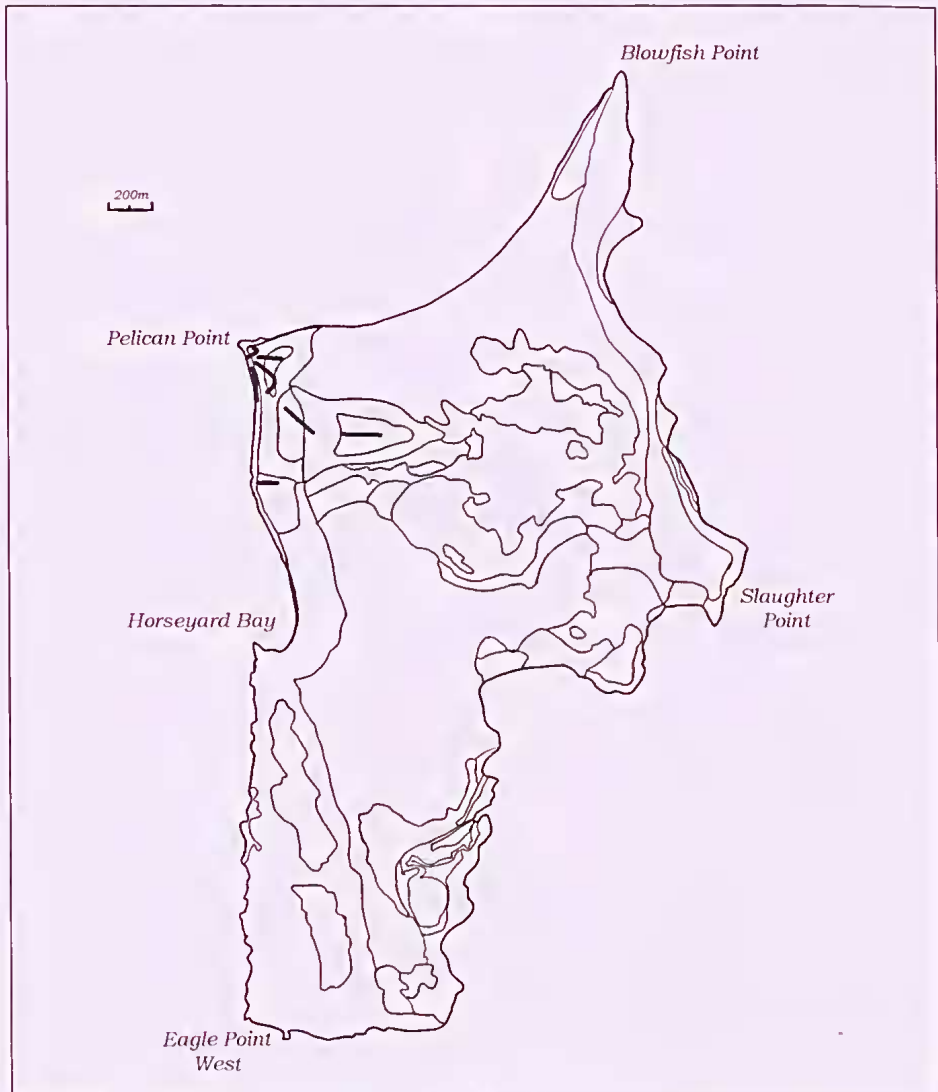 Blowfish Point
200m
Pelican Point
Horseyard Bay
Slaughter
Point
Eagle Point
West